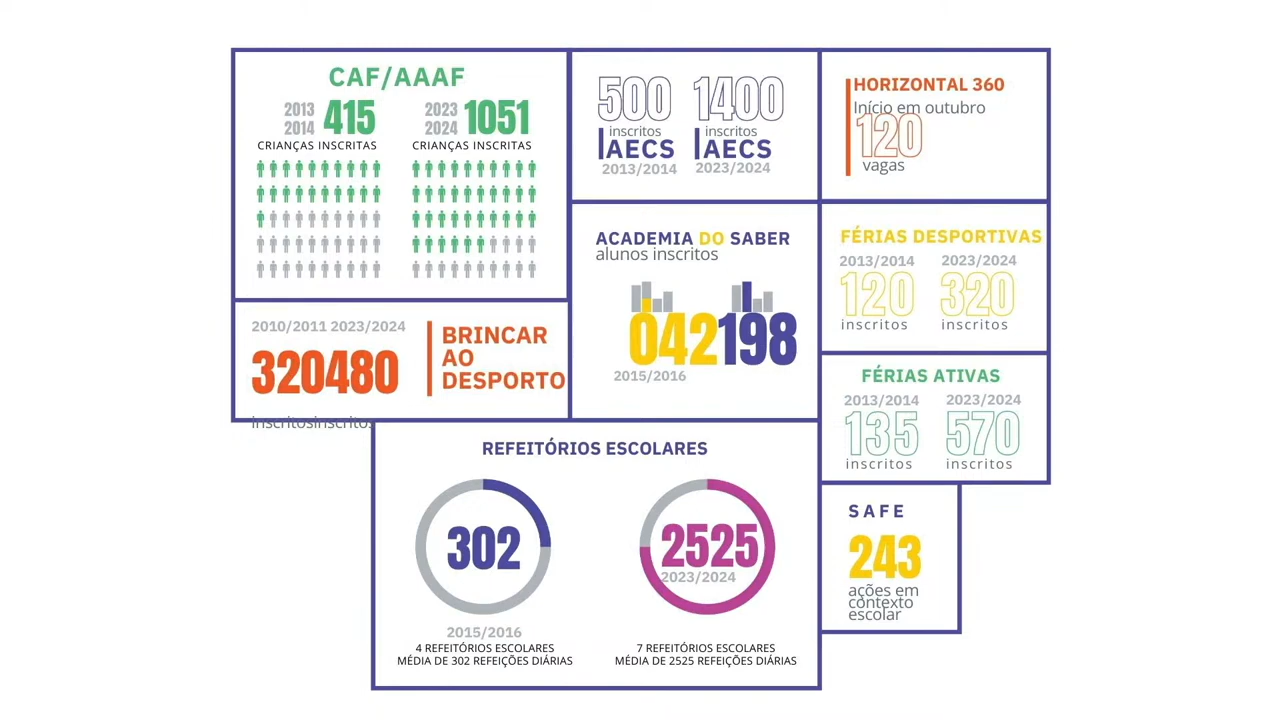 CAF/AAAF
2013
2014
415
CRIANÇAS INSCRITAS
2023
2024
1051
CRIANÇAS INSCRITAS
500
inscritos
AECS
2013/2014
1400
inscritos
AECS
2023/2024
HORIZONTAL 360
Início em outubro
120
vagas
2010/2011 2023/2024
320480
inscritosinscritos
BRINCAR
AO
DESPORTO
ACADEMIA DO SABER
alunos inscritos
042198
2015/2016
FÉRIAS DESPORTIVAS
2013/2014
120
inscritos
2023/2024
320
inscritos
FÉRIAS ATIVAS
2013/2014
135
inscritos
2023/2024
570
inscritos
REFEITÓRIOS ESCOLARES
302
2015/2016
4 REFEITÓRIOS ESCOLARES
MÉDIA DE 302 REFEIÇÕES DIÁRIAS
2525
2023/2024
7 REFEITÓRIOS ESCOLARES
MÉDIA DE 2525 REFEIÇÕES DIÁRIAS
SAFE
243
ações em
contexto
escolar